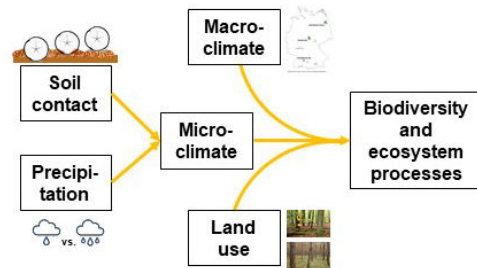 Soil
contact
Precipi-
tation
vs.
Micro-
climate
Macro-
climate
Land
use
Biodiversity
and
ecosystem
processes